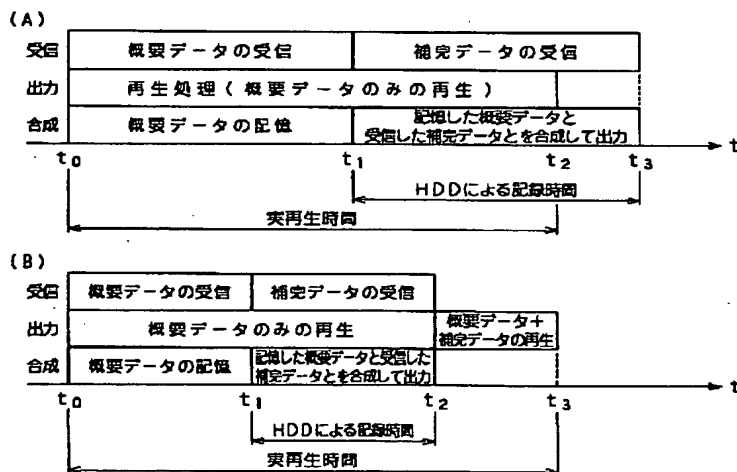 (A)
受信 概要データの受信 補完データの受信
出力 再生処理(概要データのみの再生)
合成 概要データの記憶 記憶した概要データと
受信した補完データとを合成して出力
t0 t1 t2 t3 t
HDDによる記録時間
実再生時間
(B)
受信 概要データの受信 補完データの受信
出力 概要データのみの再生 概要データ+
補完データの再生
合成 概要データの記憶 記憶した概要データと受信した
補完データとを合成して出力
t0 t1 t2 t3 t
HDDによる記録時間
実再生時間